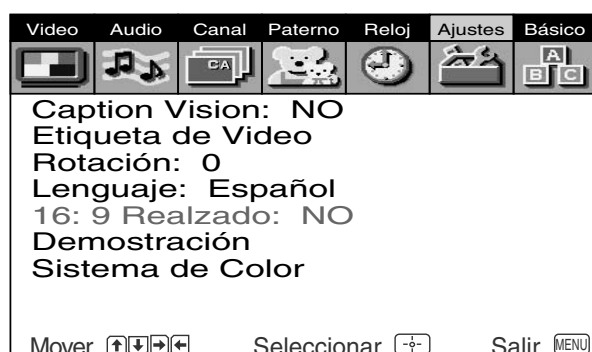 Video Audio Canal Paterno Reloj Ajustes Básico
CA A B C
Caption Vision: NO
Etiqueta de Video
Rotación: 0
Lenguaje: Español
16: 9 Realzado: NO
Demostración
Sistema de Color
Mover Seleccionar Salir MENU